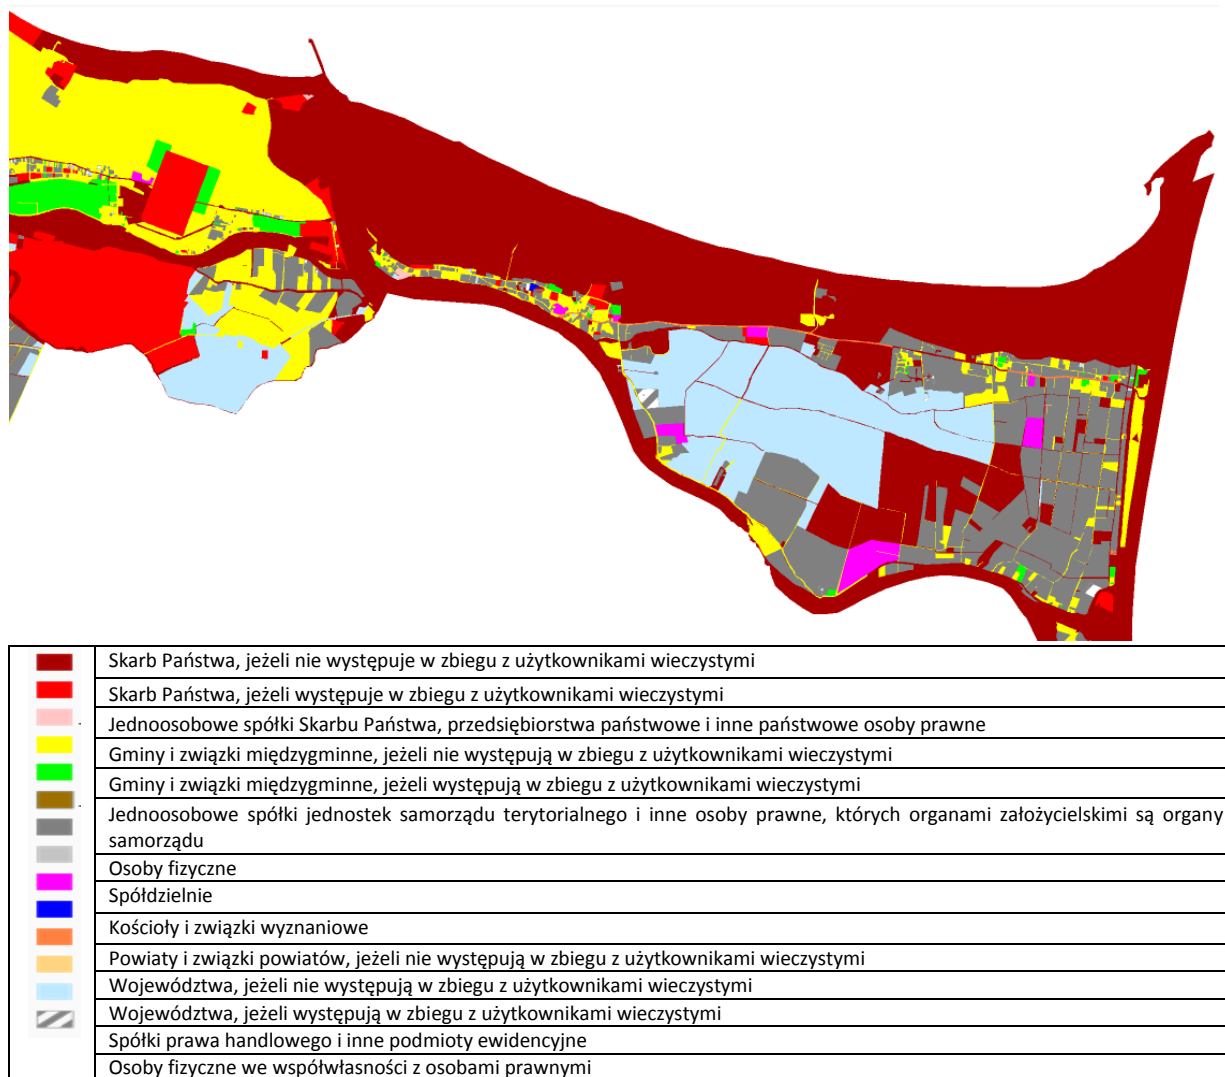 Skarb Państwa, jeżeli nie występuje w zbiegu z użytkownikami wieczystymi
Skarb Państwa, jeżeli występuje w zbiegu z użytkownikami wieczystymi
Jednoosobowe spółki Skarbu Państwa, przedsiębiorstwa państwowe i inne państwowe osoby prawne
Gminy i związki międzygminne, jeżeli nie występują w zbiegu z użytkownikami wieczystymi
Gminy i związki międzygminne, jeżeli występują w zbiegu z użytkownikami wieczystymi
Jednoosobowe spółki jednostek samorządu terytorialnego i inne osoby prawne, których organami założycielskimi są organy
samorządu
Osoby fizyczne
Spółdzielnie
Kościoły i związki wyznaniowe
Powiaty i związki powiatów, jeżeli nie występują w zbiegu z użytkownikami wieczystymi
Województwa, jeżeli nie występują w zbiegu z użytkownikami wieczystymi
Województwa, jeżeli występują w zbiegu z użytkownikami wieczystymi
Spółki prawa handlowego i inne podmioty ewidencyjne
Osoby fizyczne we współwłasności z osobami prawnymi